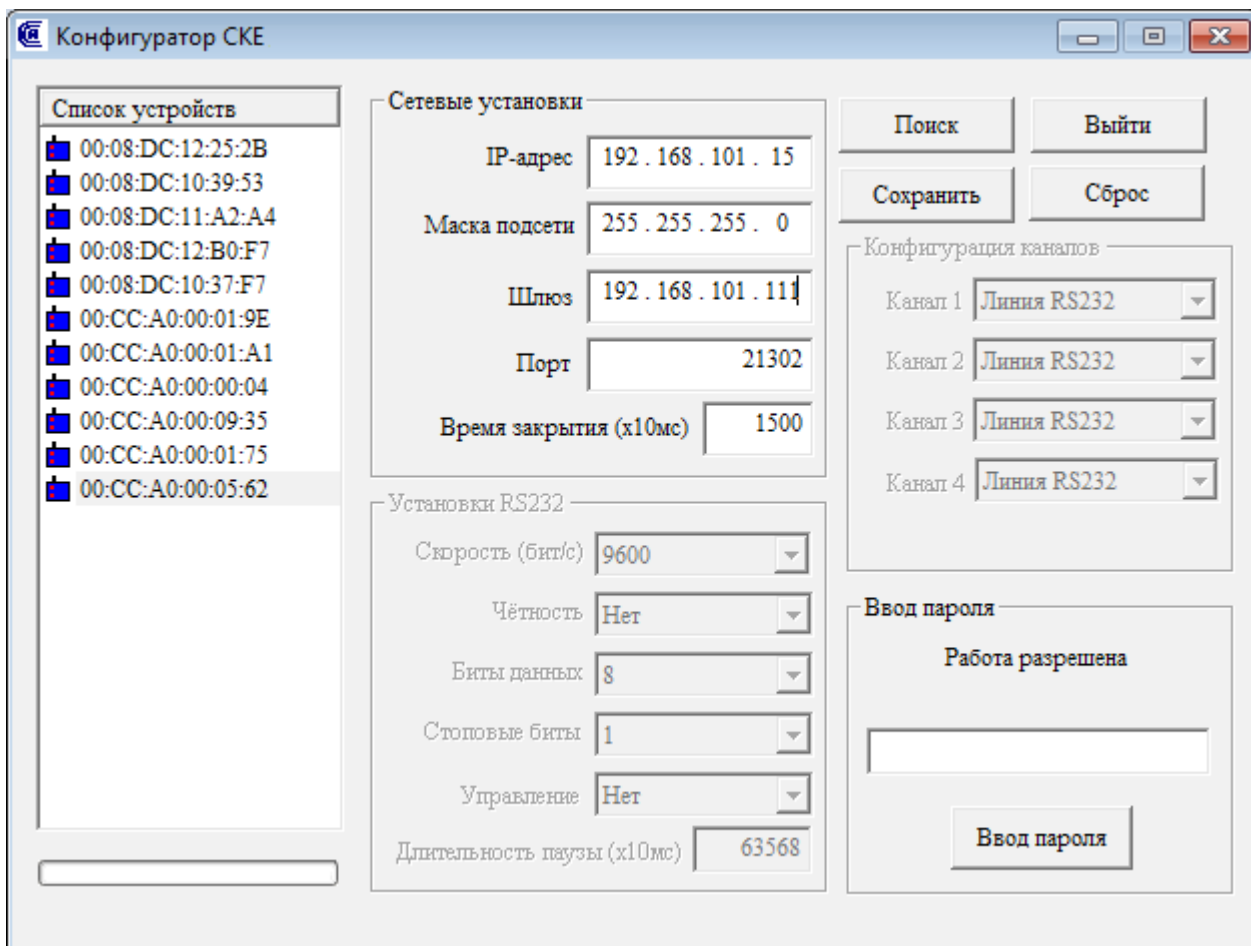 Конфигуратор СКЕ
Список устройств
00:08:DC:12:25:2B
00:08:DC:10:39:53
00:08:DC:11:A2:A4
00:08:DC:12:B0:F7
00:08:DC:10:37:F7
00:CC:A0:00:01:9E
00:CC:A0:00:01:A1
00:CC:A0:00:00:04
00:CC:A0:00:09:35
00:CC:A0:00:01:75
00:CC:A0:00:05:62
Сетевые установки
IP-адрес 192 . 168 . 101 . 15
Маска подсети 255 . 255 . 255 . 0
Шлюз 192 . 168 . 101 . 111
Порт 21302
Время закрытия (х10мс) 1500
Установки RS232
Скорость (бит/с) 9600
Чётность Нет
Биты данных 8
Стоповые биты 1
Управление Нет
Длительность паузы (х10мс) 63568
Поиск Выйти
Сохранить Сброс
Конфигурация каналов
Канал 1 Линия RS232
Канал 2 Линия RS232
Канал 3 Линия RS232
Канал 4 Линия RS232
Ввод пароля
Работа разрешена
Ввод пароля